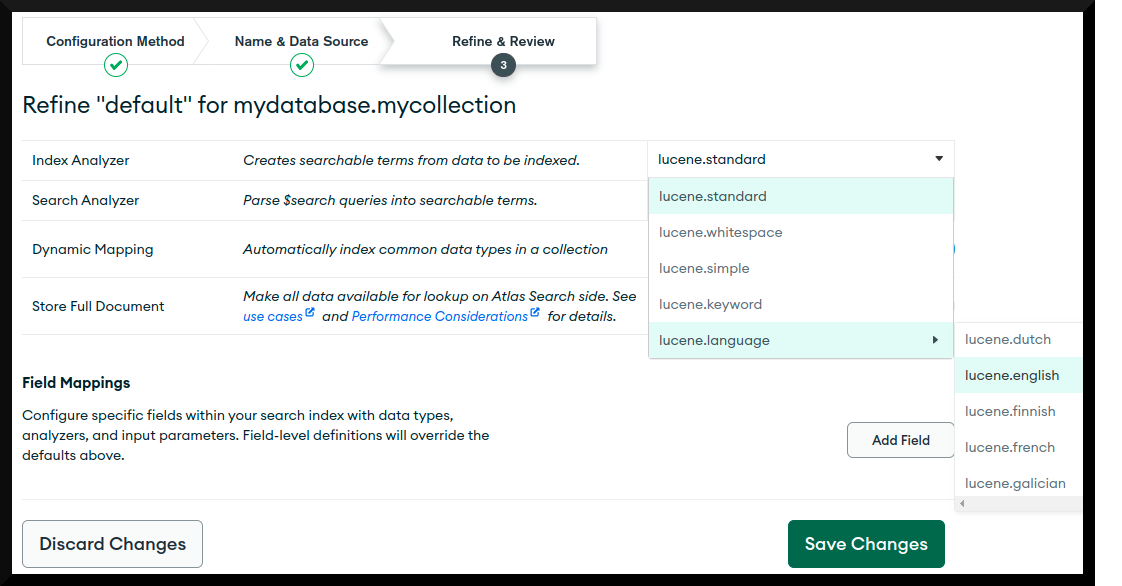 Configuration Method
Name & Data Source
Refine & Review
3
Refine "default" for mydatabase.mycollection
Index Analyzer
Creates searchable terms from data to be indexed.
lucene.standard
Search Analyzer
Parse $search queries into searchable terms.
Dynamic Mapping
Automatically index common data types in a collection
Store Full Document
Make all data available for lookup on Atlas Search side. See
use cases and Performance Considerations for details.
lucene.standard
lucene.whitespace
lucene.simple
lucene.keyword
lucene.language
lucene.dutch
lucene.english
lucene.finnish
lucene.french
lucene.galician
Field Mappings
Configure specific fields within your search index with data types,
analyzers, and input parameters. Field-level definitions will override the
defaults above.
Add Field
Discard Changes
Save Changes